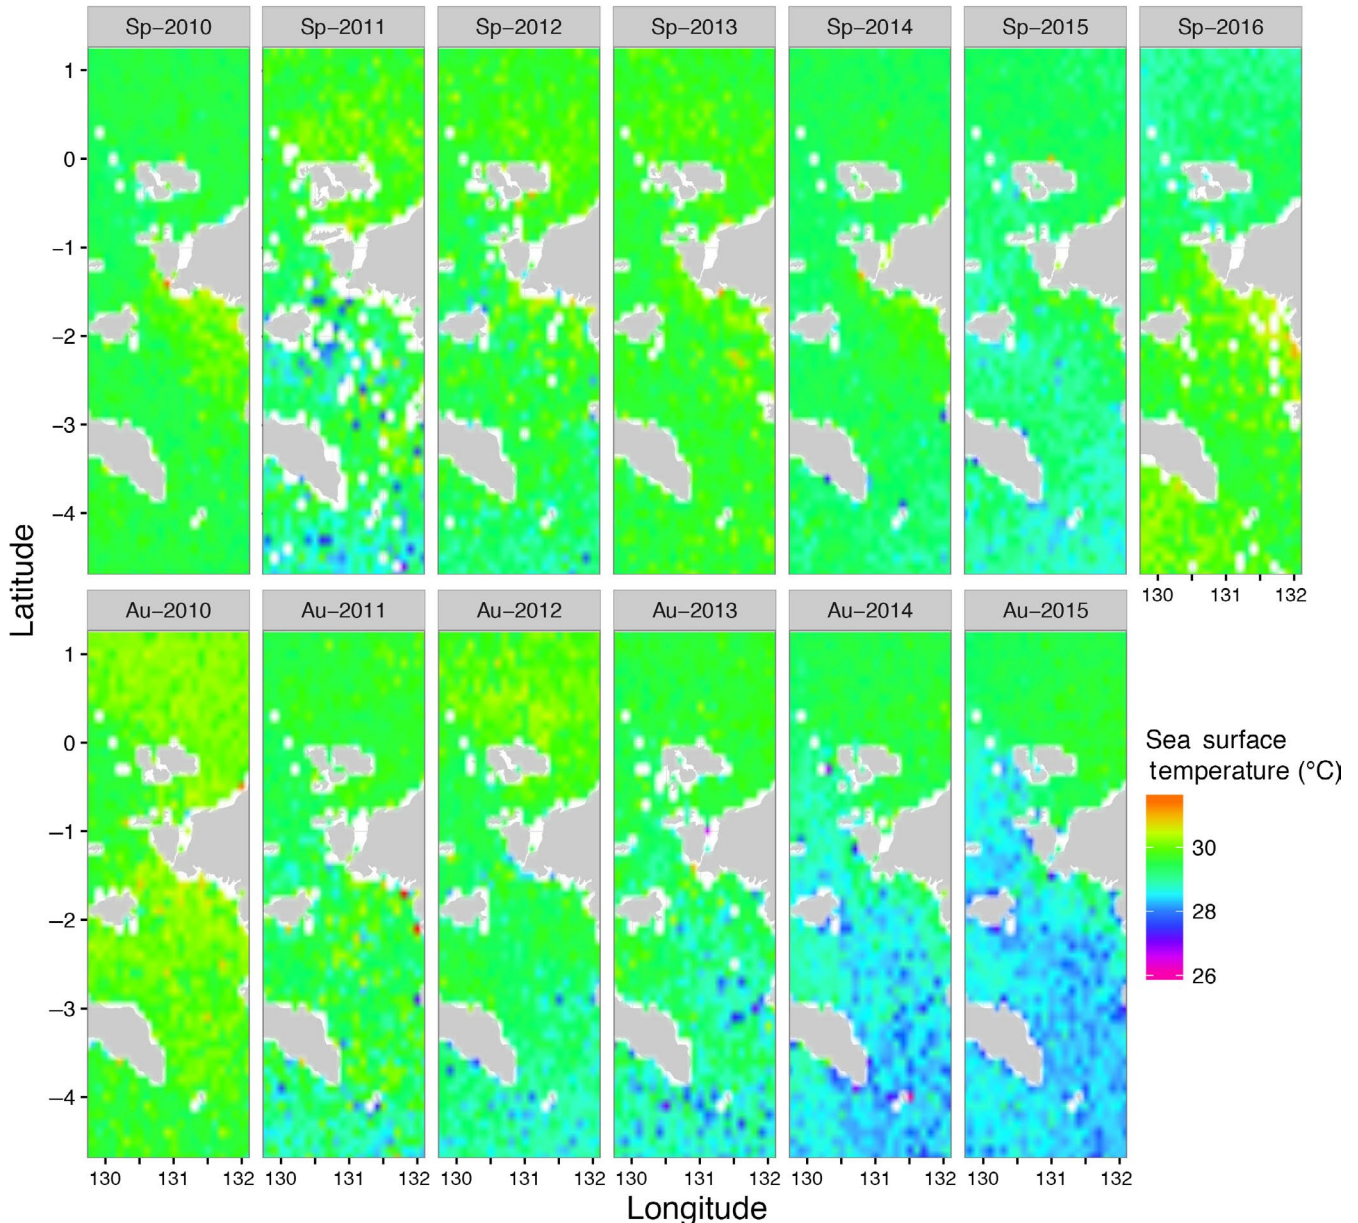 Sp−2010 Sp−2011 Sp−2012 Sp−2013 Sp−2014 Sp−2015 Sp−2016
1
0
−1
−2
−3
−4
130 131 132
Latitude
Au−2010 Au−2011 Au−2012 Au−2013 Au−2014 Au−2015
1
0
−1
−2
−3
−4
130 131 132 130 131 132 130 131 132 130 131 132 130 131 132 130 131 132
Longitude
Sea surface
temperature (°C)
30
28
26